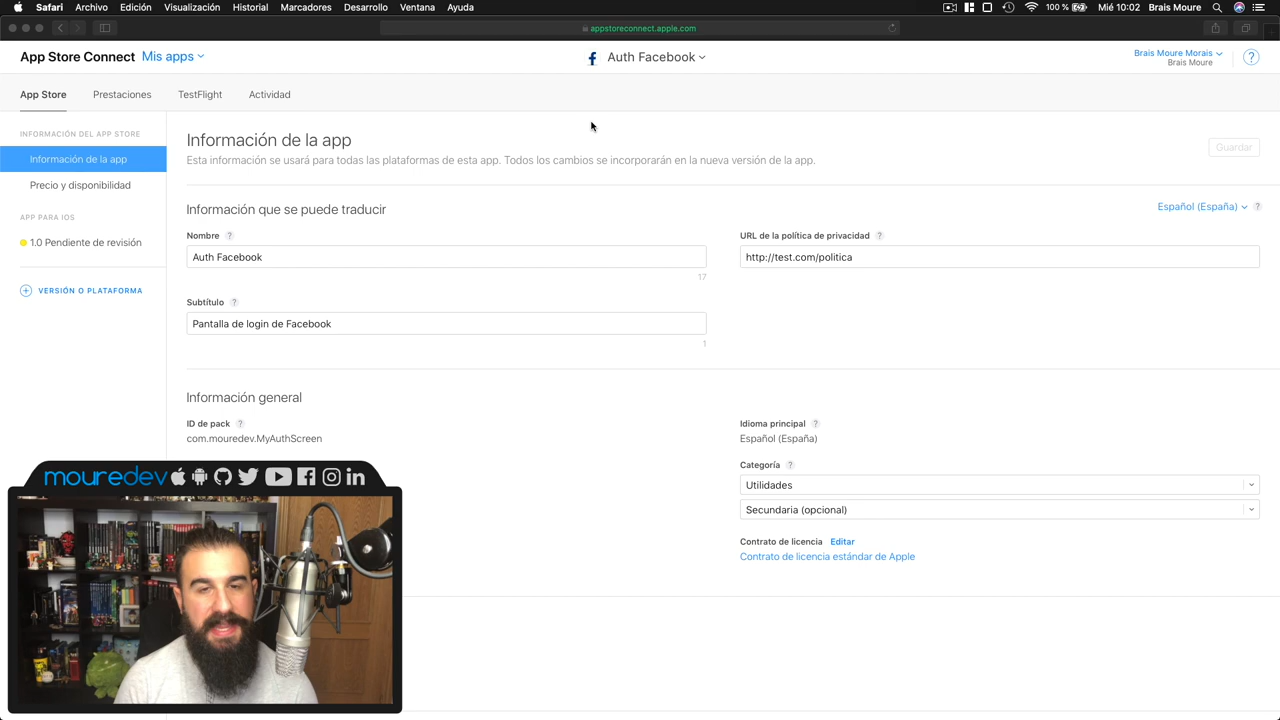 Safari Archivo Edición Visualización Historial Marcadores Desarrollo Ventana Ayuda 100 % Mié 10:02 Brais Moure
appstoreconnect.apple.com
App Store Connect Mis apps Auth Facebook Brais Moure Morais ?
Brais Moure
App Store Prestaciones TestFlight Actividad
INFORMACIÓN DEL APP STORE
Información de la app
Precio y disponibilidad
APP PARA IOS
1.0 Pendiente de revisión
VERSIÓN O PLATAFORMA
Información de la app
Guardar
Esta información se usará para todas las plataformas de esta app. Todos los cambios se incorporarán en la nueva versión de la app.
Información que se puede traducir Español (España) ?
Nombre ? URL de la política de privacidad ?
Auth Facebook http://test.com/politica
17
Subtítulo ?
Pantalla de login de Facebook
1
Información general
ID de pack ? Idioma principal ?
com.mouredev.MyAuthScreen Español (España)
Categoría ?
Utilidades
Secundaria (opcional)
Contrato de licencia Editar
Contrato de licencia estándar de Apple
mouredev